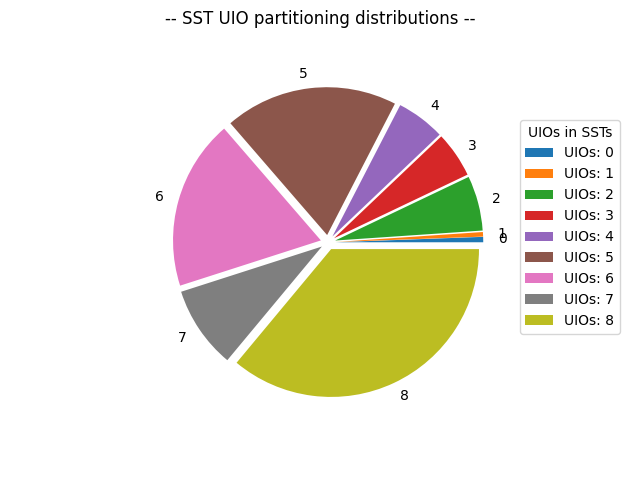 -- SST UIO partitioning distributions --
5
4
3
6
2
1
0
7
8
UIOs in SSTs
UIOs: 0
UIOs: 1
UIOs: 2
UIOs: 3
UIOs: 4
UIOs: 5
UIOs: 6
UIOs: 7
UIOs: 8